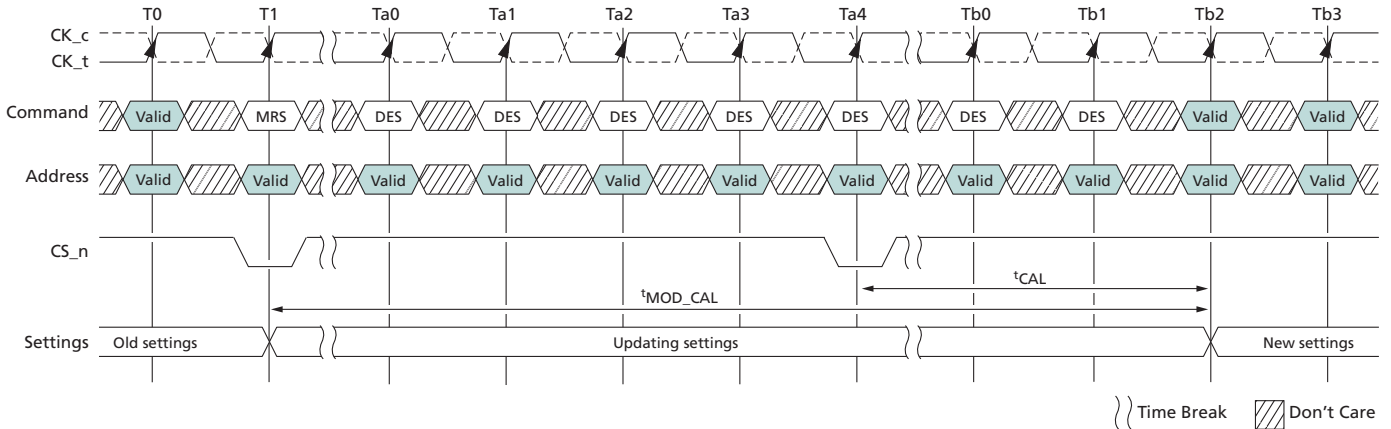 T0 T1 Ta0 Ta1 Ta2 Ta3 Ta4 Tb0 Tb1 Tb2 Tb3
CK_c
CK_t
Command Valid MRS DES DES DES DES DES DES DES Valid Valid
Address Valid Valid Valid Valid Valid Valid Valid Valid Valid Valid Valid
CS_n
tCAL
tMOD_CAL
Settings Old settings Updating settings New settings
Time Break Don't Care